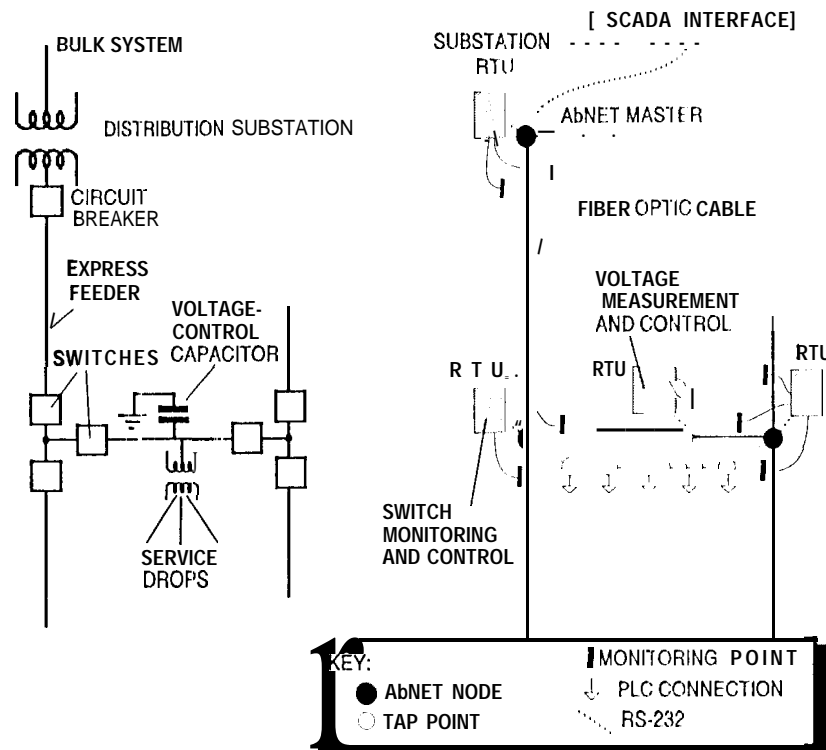 BULK SYSTEM
DISTRIBUTION SUBSTATION
CIRCUIT
BREAKER
EXPRESS
FEEDER
VOLTAGE-
CONTROL
CAPACITOR
SWITCHES
SERVICE
DROPS
[ SCADA INTERFACE]
SUBSTATION
RTU
AbNET MASTER
FIBER OPTIC CABLE
VOLTAGE
MEASUREMENT
AND CONTROL
R T U
RTU
RTU
SWITCH
MONITORING
AND CONTROL
KEY:
AbNET NODE
TAP POINT
MONITORING POINT
PLC CONNECTION
RS-232